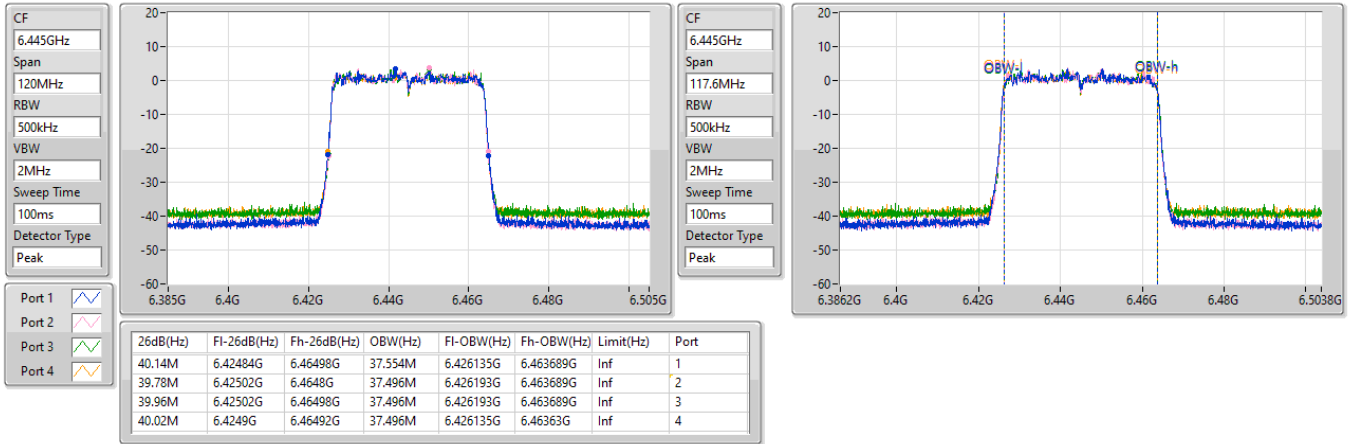 CF
6.445GHz
Span
120MHz
RBW
500kHz
VBW
2MHz
Sweep Time
100ms
Detector Type
Peak
20
10
0
-10
-20
-30
-40
-50
-60
6.385G 6.4G 6.42G 6.44G 6.46G 6.48G 6.505G
CF
6.445GHz
Span
117.6MHz
RBW
500kHz
VBW
2MHz
Sweep Time
100ms
Detector Type
Peak
20
10
0
-10
-20
-30
-40
-50
-60
OBW-l OBW-h
6.3862G 6.4G 6.42G 6.44G 6.46G 6.48G 6.5038G
Port 1
Port 2
Port 3
Port 4
26dB(Hz) Fl-26dB(Hz) Fh-26dB(Hz) OBW(Hz) Fl-OBW(Hz) Fh-OBW(Hz) Limit(Hz) Port
40.14M 6.42484G 6.46498G 37.554M 6.426135G 6.463689G Inf 1
39.78M 6.42502G 6.4648G 37.496M 6.426193G 6.463689G Inf 2
39.96M 6.42502G 6.46498G 37.496M 6.426193G 6.463689G Inf 3
40.02M 6.4249G 6.46492G 37.496M 6.426135G 6.46363G Inf 4